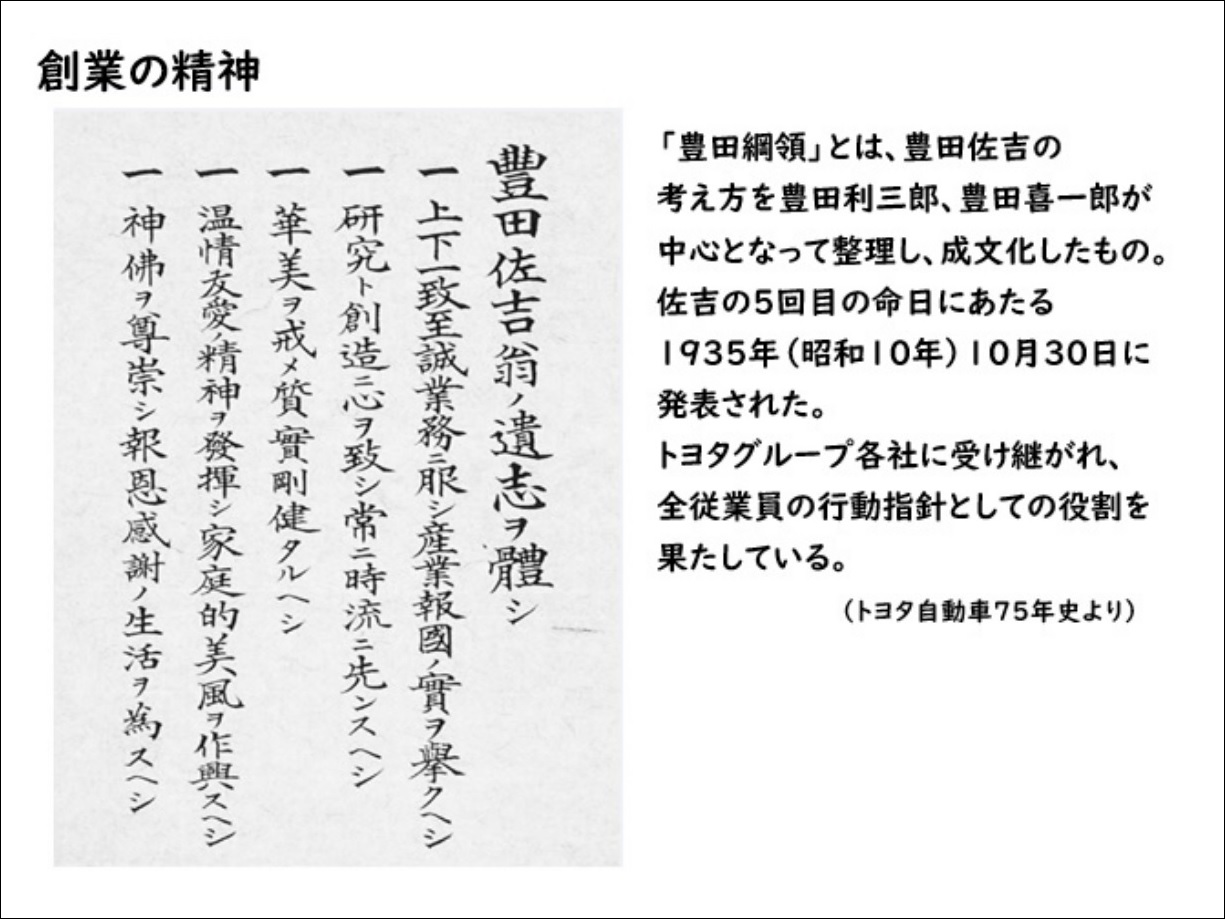 創業の精神
豊田佐吉翁ノ遺志ヲ體シ
一 上下一致至誠業務ニ服シ産業報國ノ實ヲ擧クヘシ
一 研究ト創造ニ心ヲ致シ常ニ時流ニ先ンスヘシ
一 華美ヲ戒メ質實剛健タルヘシ
一 温情友愛ノ精神ヲ發揮シ家庭的美風ヲ作興スヘシ
一 神佛ヲ尊崇シ報恩感謝ノ生活ヲ為スヘシ
「豊田綱領」とは、豊田佐吉の
考え方を豊田利三郎、豊田喜一郎が
中心となって整理し、成文化したもの。
佐吉の5回目の命日にあたる
1935年(昭和10年)10月30日に
発表された。
トヨタグループ各社に受け継がれ、
全従業員の行動指針としての役割を
果たしている。
(トヨタ自動車75年史より)